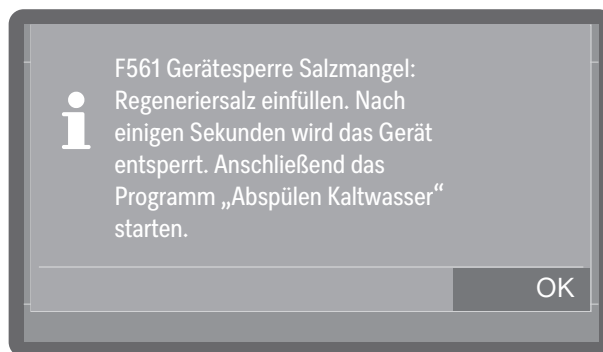 F561 Gerätesperre Salzmangel:
Regeneriersalz einfüllen. Nach
einigen Sekunden wird das Gerät
entsperrt. Anschließend das
Programm „Abspülen Kaltwasser“
starten.
OK